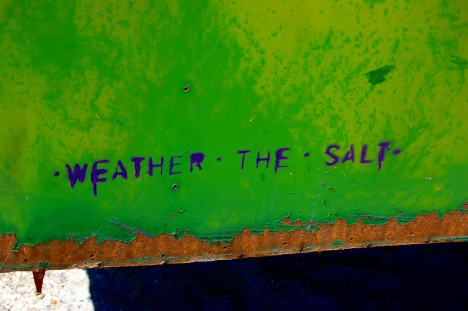 ·WEATHER · THE · SALT·